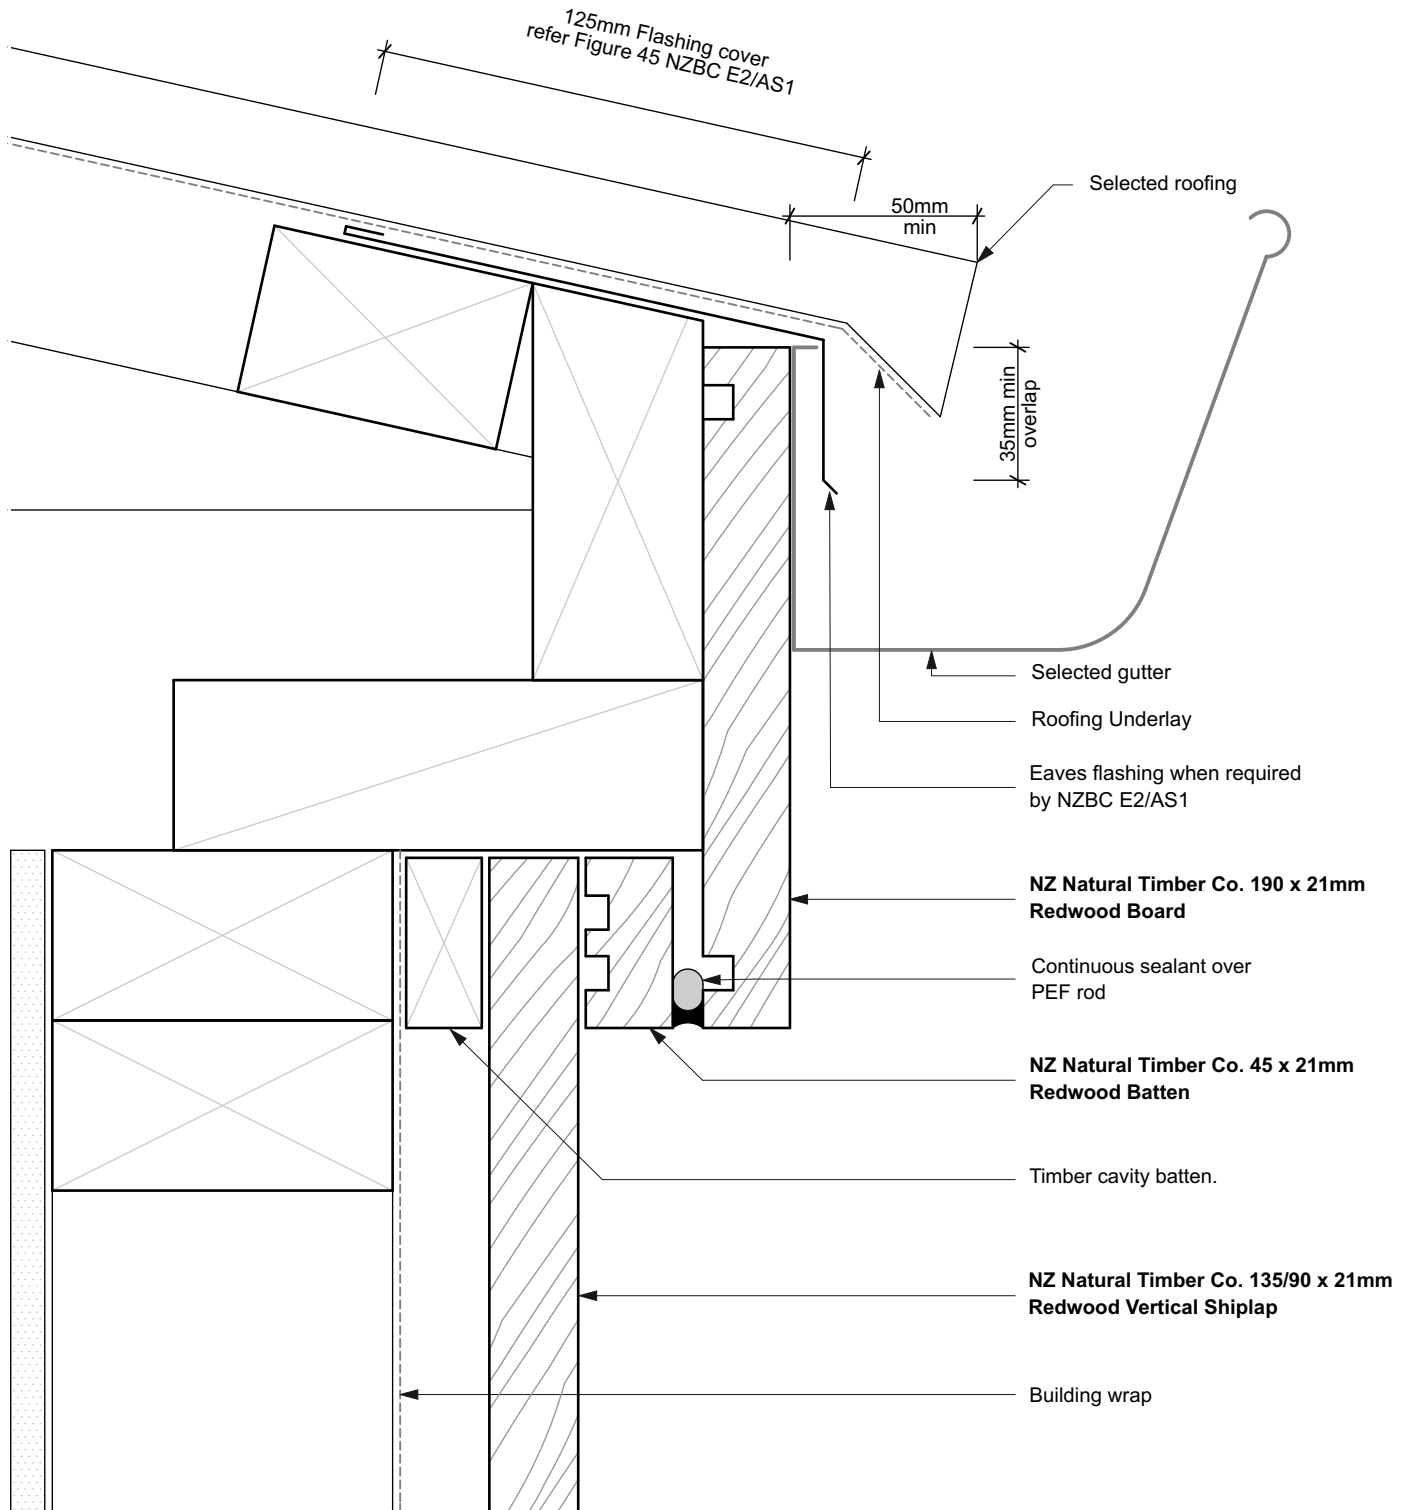 125mm Flashing cover
refer Figure 45 NZBC E2/AS1
Selected roofing
50mm
min
35mm min
overlap
Selected gutter
Roofing Underlay
Eaves flashing when required
by NZBC E2/AS1
NZ Natural Timber Co. 190 x 21mm
Redwood Board
Continuous sealant over
PEF rod
NZ Natural Timber Co. 45 x 21mm
Redwood Batten
Timber cavity batten.
NZ Natural Timber Co. 135/90 x 21mm
Redwood Vertical Shiplap
Building wrap